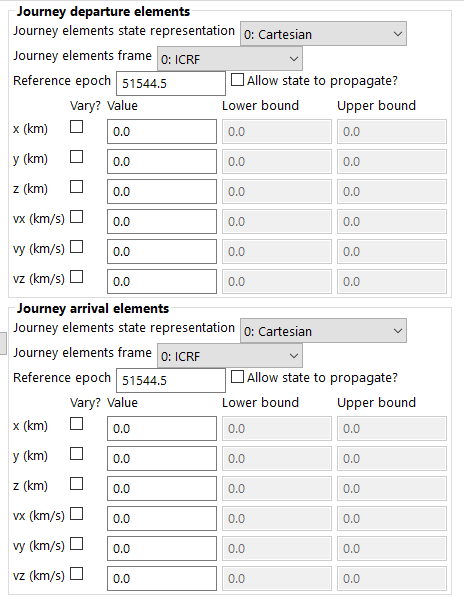 Journey departure elements
Journey elements state representation 0: Cartesian
Journey elements frame 0: ICRF
Reference epoch 51544.5 Allow state to propagate?
Vary? Value Lower bound Upper bound
x (km) 0.0 0.0 0.0
y (km) 0.0 0.0 0.0
z (km) 0.0 0.0 0.0
vx (km/s) 0.0 0.0 0.0
vy (km/s) 0.0 0.0 0.0
vz (km/s) 0.0 0.0 0.0
Journey arrival elements
Journey elements state representation 0: Cartesian
Journey elements frame 0: ICRF
Reference epoch 51544.5 Allow state to propagate?
Vary? Value Lower bound Upper bound
x (km) 0.0 0.0 0.0
y (km) 0.0 0.0 0.0
z (km) 0.0 0.0 0.0
vx (km/s) 0.0 0.0 0.0
vy (km/s) 0.0 0.0 0.0
vz (km/s) 0.0 0.0 0.0